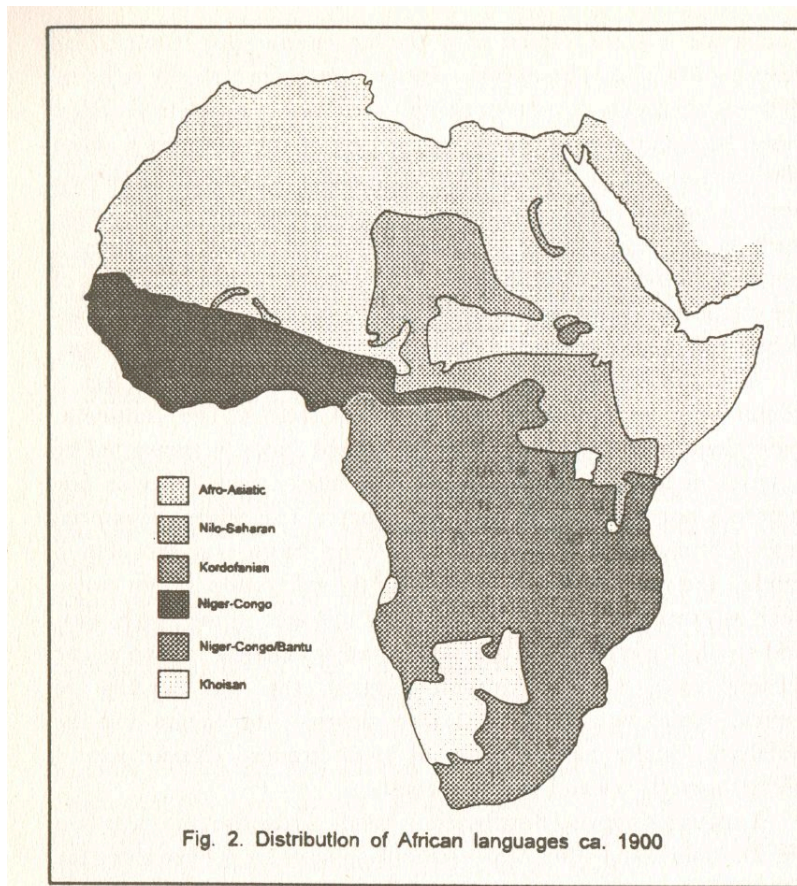 Afro-Asiatic
Nilo-Saharan
Kordofanian
Niger-Congo
Niger-Congo/Bantu
Khoisan
Fig. 2. Distribution of African languages ca. 1900